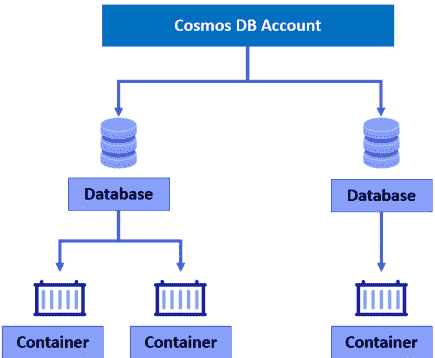 Cosmos DB Account
Database
Database
Container
Container
Container